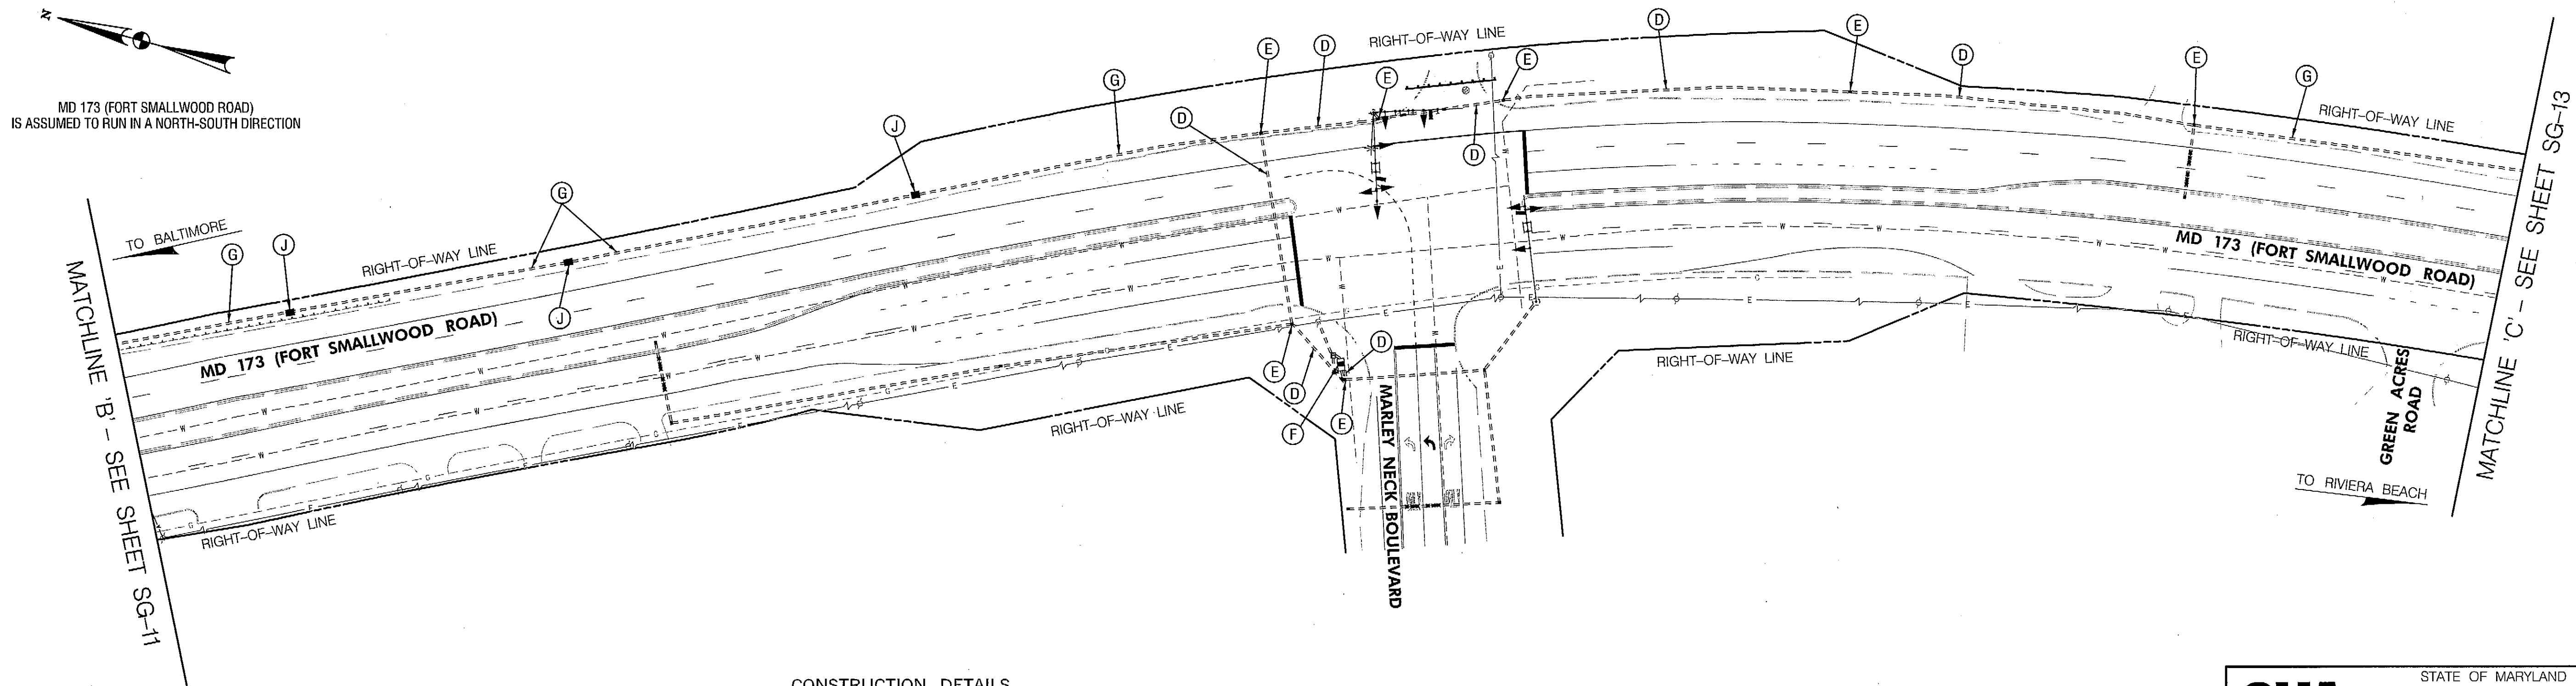 N
MD 173 (FORT SMALLWOOD ROAD)
IS ASSUMED TO RUN IN A NORTH-SOUTH DIRECTION
E
D
RIGHT-OF-WAY LINE
D
E
D
E
G
G
D
E
E
J
D
RIGHT-OF-WAY LINE
G
D
TO BALTIMORE
G
J
RIGHT-OF-WAY LINE
J
MD 173 (FORT SMALLWOOD ROAD)
MD 173 (FORT SMALLWOOD ROAD)
MATCHLINE 'B' - SEE SHEET SG-11
MATCHLINE 'C' - SEE SHEET SG-13
D
E
D
F
E
RIGHT-OF-WAY LINE
RIGHT-OF-WAY LINE
RIGHT-OF-WAY LINE
RIGHT-OF-WAY LINE
MARLEY NECK BOULEVARD
GREEN ACRES
ROAD
TO RIVIERA BEACH
CONSTRUCTION DETAILS
STATE OF MARYLAND